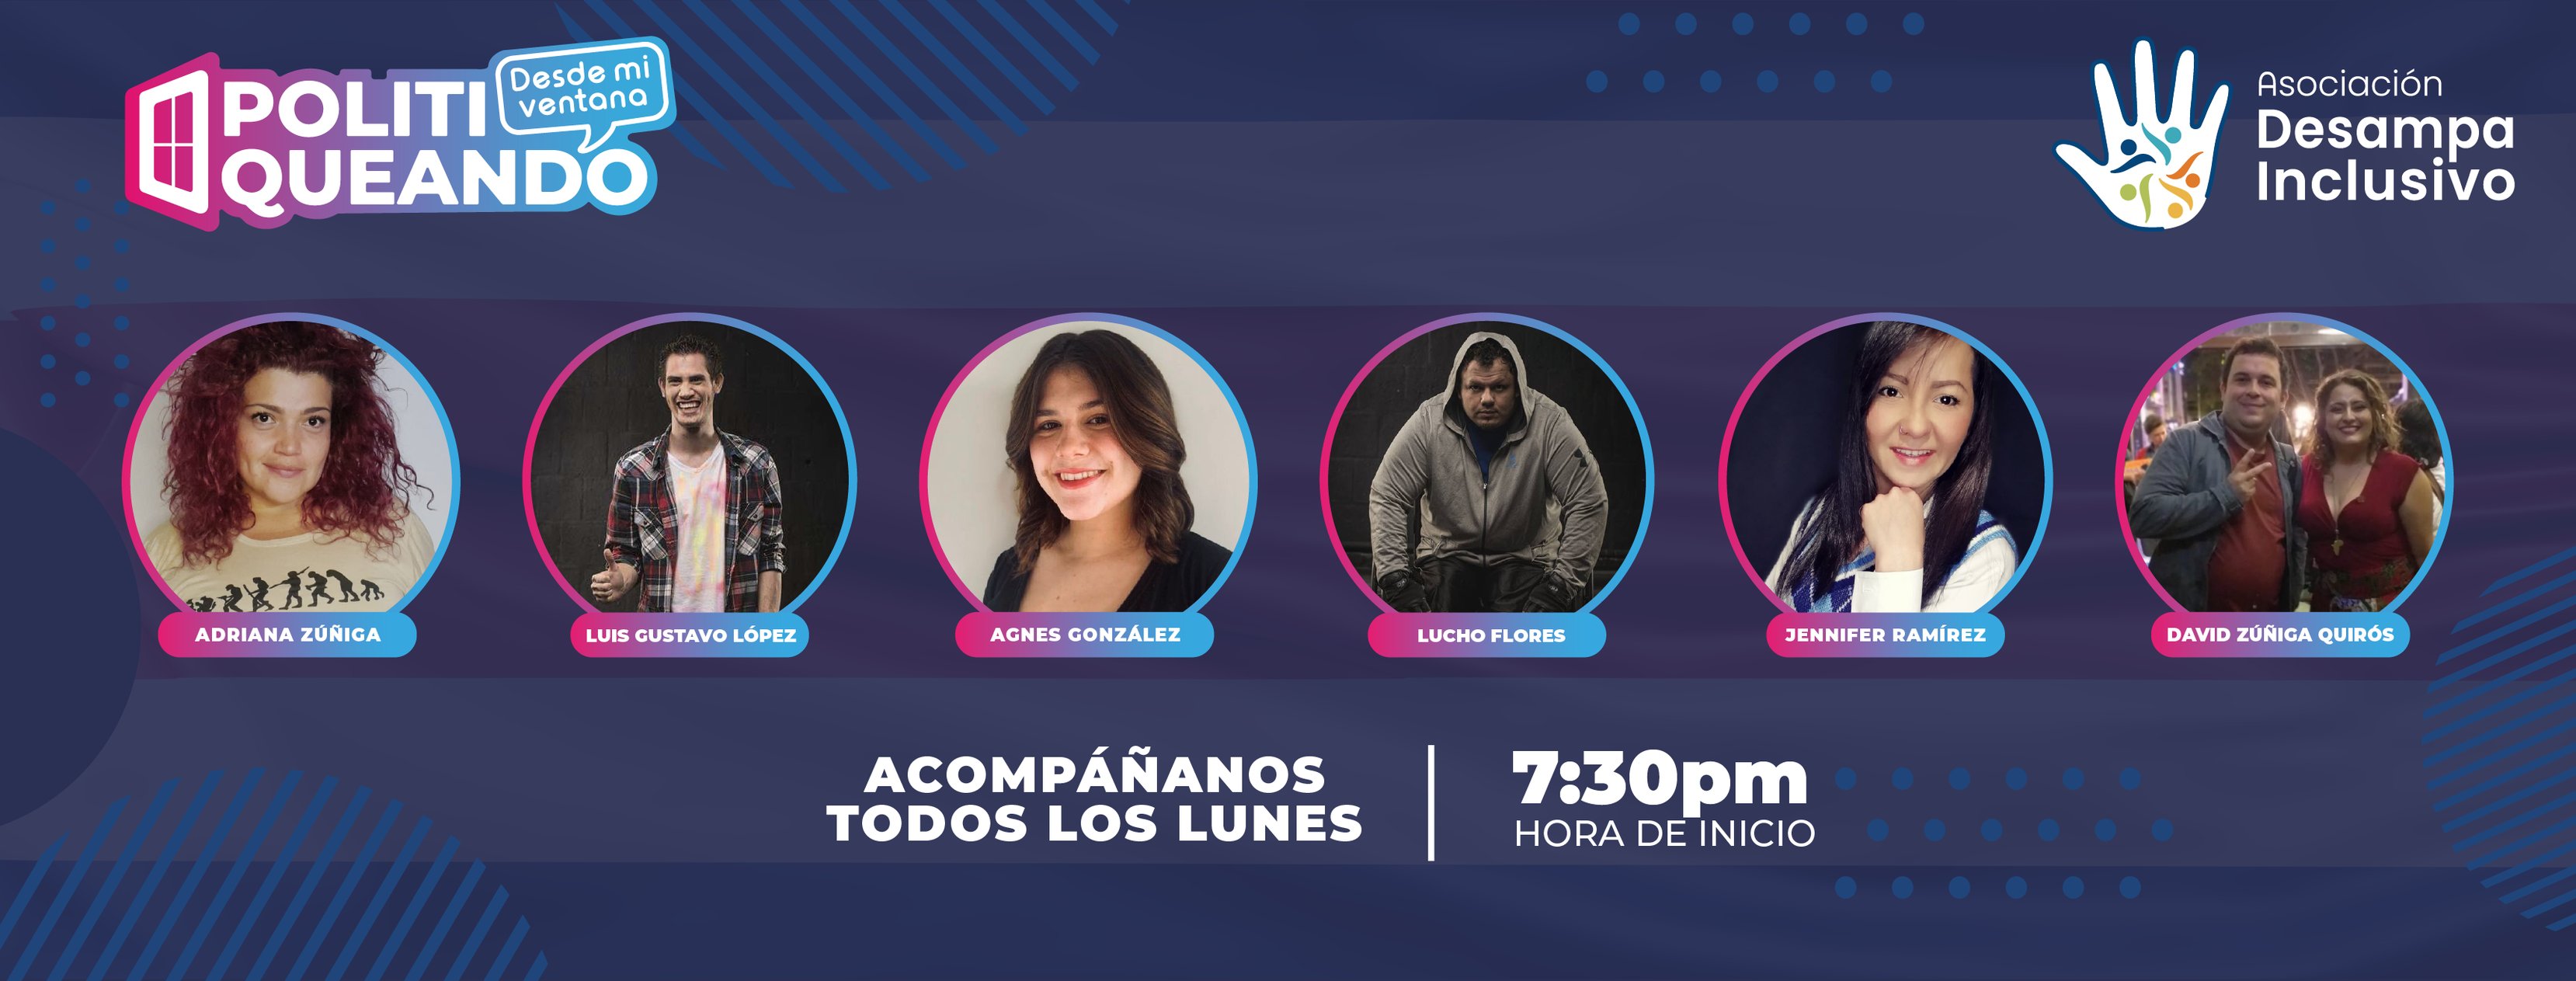 POLITI
QUEANDO
Desde mi
ventana
Asociación
Desampa
Inclusivo
ADRIANA ZÚÑIGA
LUIS GUSTAVO LÓPEZ
AGNES GONZÁLEZ
LUCHO FLORES
JENNIFER RAMÍREZ
DAVID ZÚÑIGA QUIRÓS
ACOMPÁÑANOS
TODOS LOS LUNES
7:30pm
HORA DE INICIO